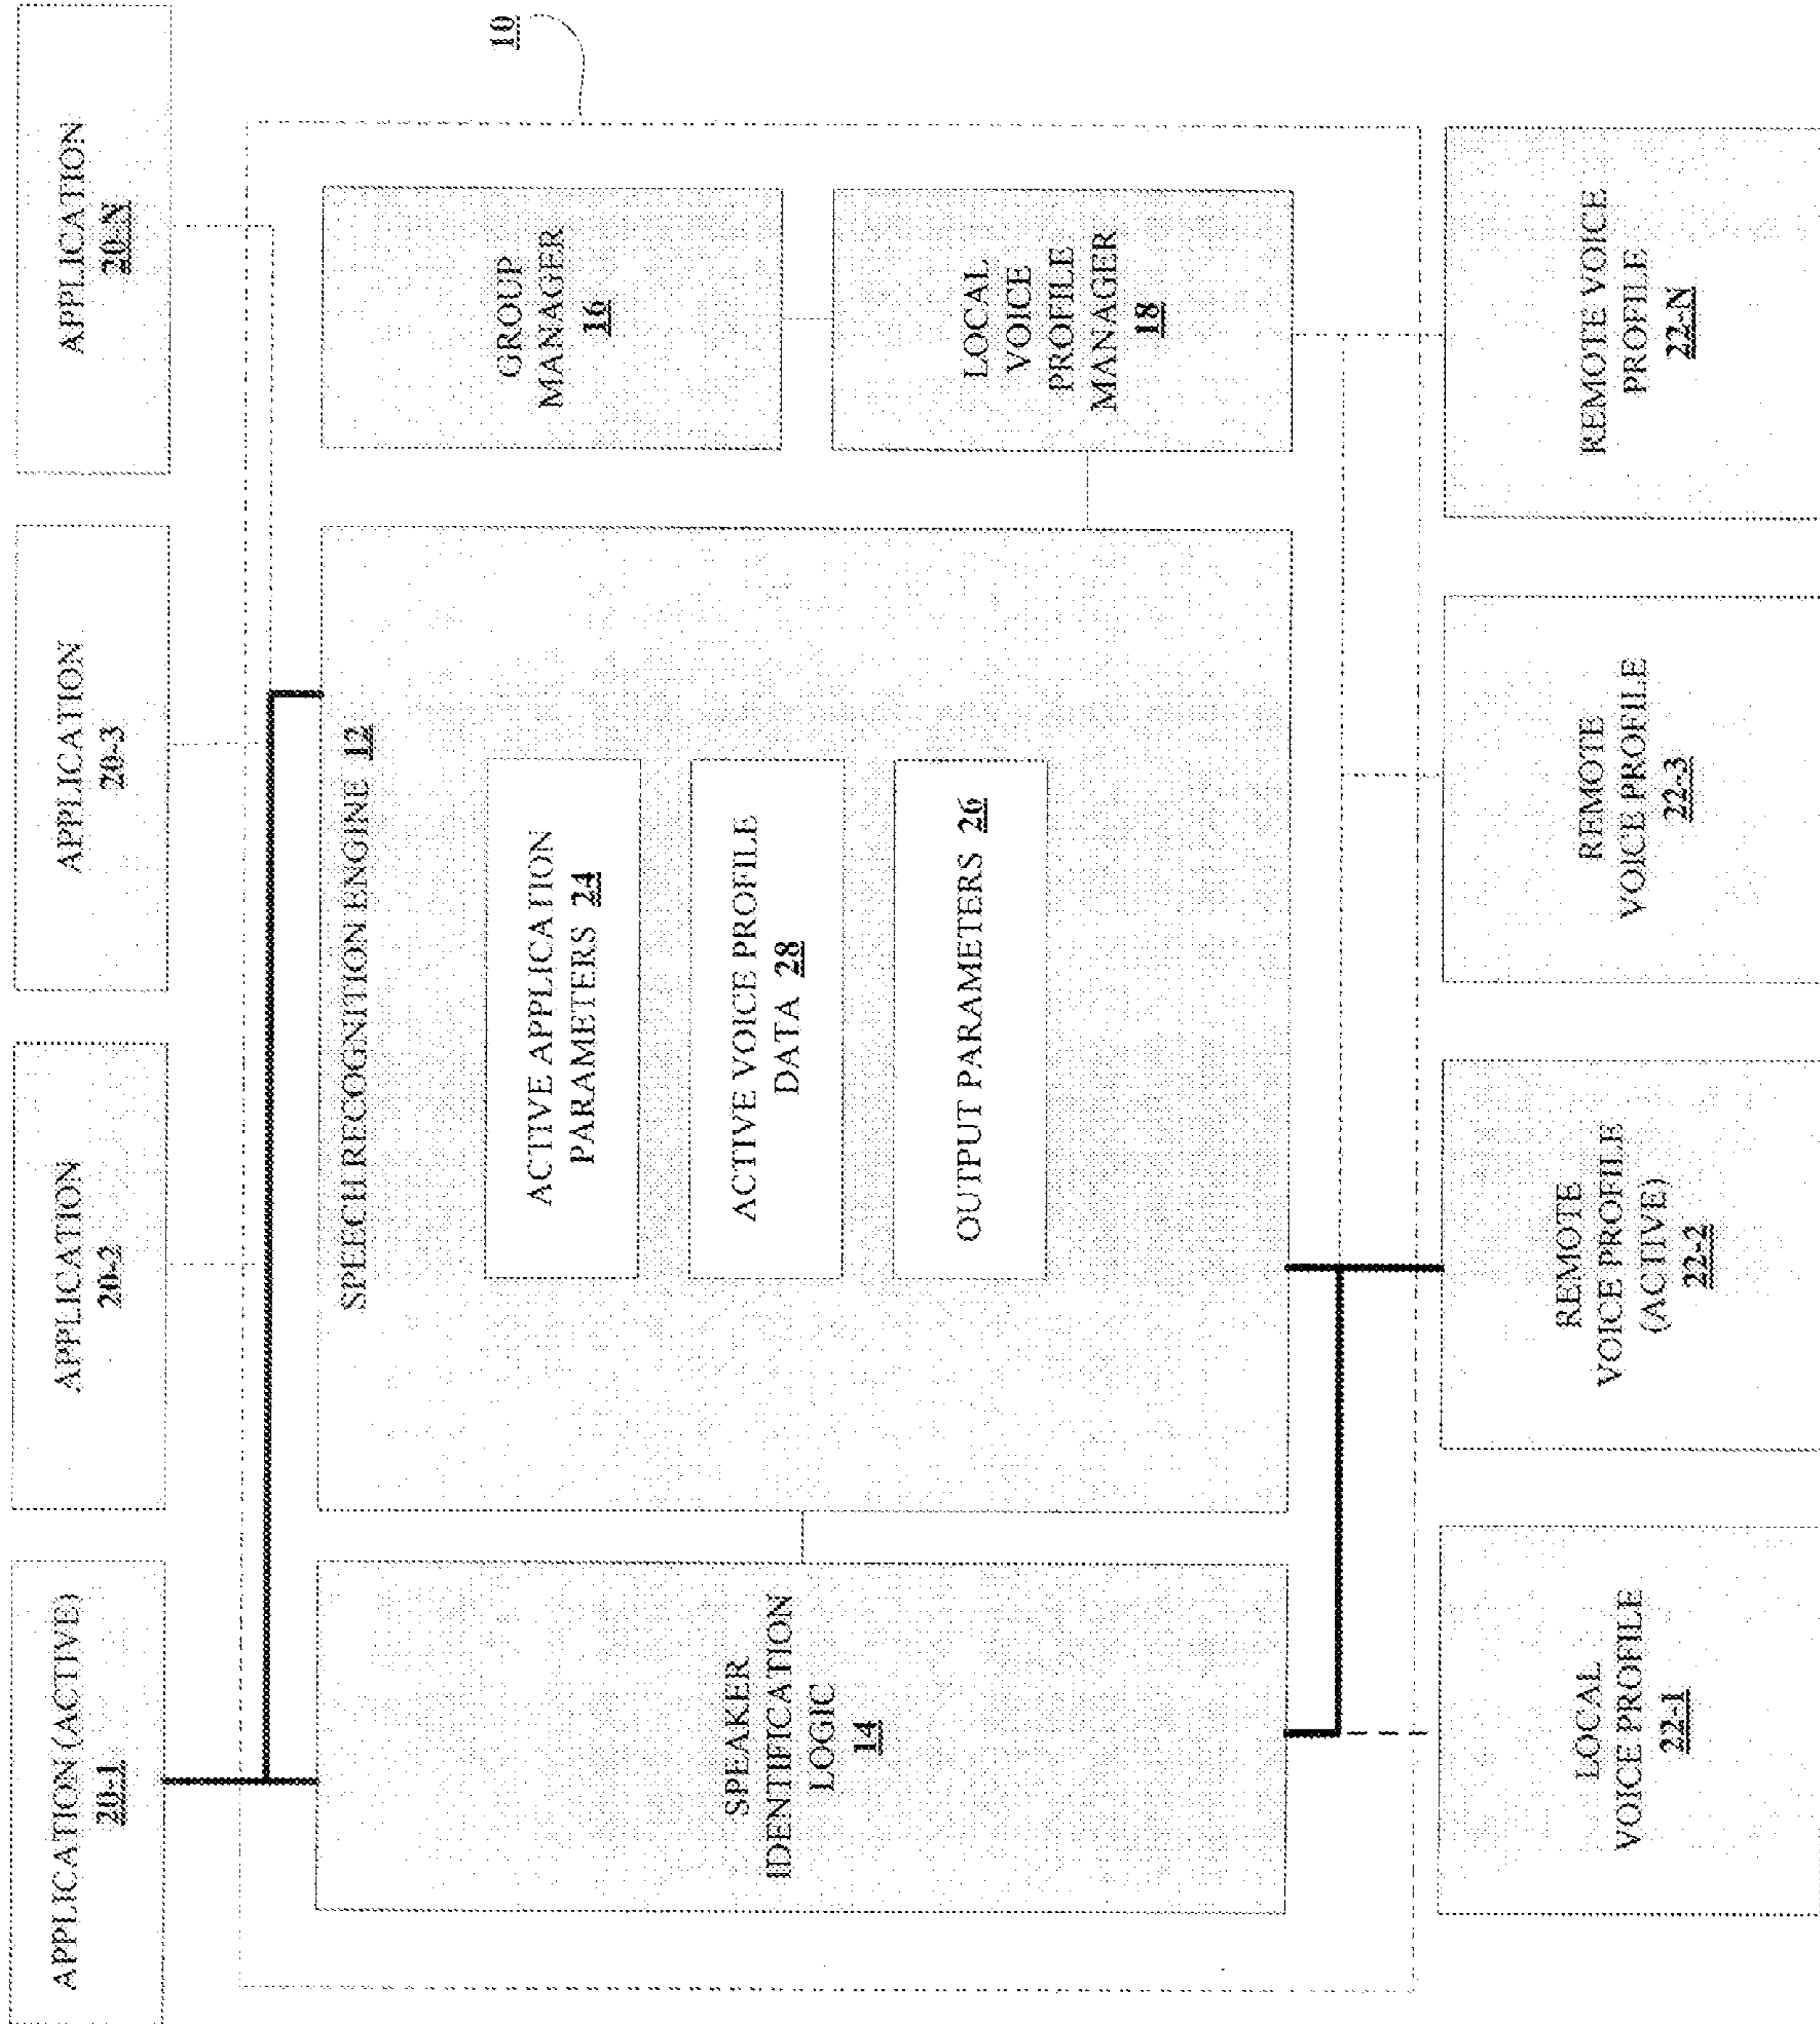 APPLICATION (ACTIVE)
20-1
APPLICATION
20-2
APPLICATION
20-3
APPLICATION
20-N
10
SPEECH RECOGNITION ENGINE 12
ACTIVE APPLICATION
PARAMETERS 24
ACTIVE VOICE PROFILE
DATA 28
OUTPUT PARAMETERS 26
SPEAKER
IDENTIFICATION
LOGIC
14
GROUP
MANAGER
16
LOCAL
VOICE
PROFILE
MANAGER
18
LOCAL
VOICE PROFILE
22-1
REMOTE
VOICE PROFILE
(ACTIVE)
22-2
REMOTE
VOICE PROFILE
22-3
REMOTE VOICE
PROFILE
22-N